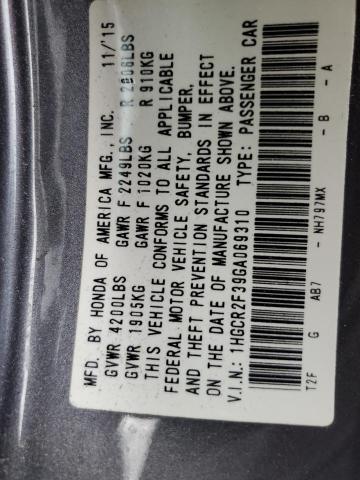 MFD. BY HONDA OF AMERICA MFG., INC. 11/15
GVWR 4200LBS GAWR F 2249LBS R 2006LBS
GVWR 1905KG GAWR F 1020KG R 910KG
THIS VEHICLE CONFORMS TO ALL APPLICABLE
FEDERAL MOTOR VEHICLE SAFETY, BUMPER,
AND THEFT PREVENTION STANDARDS IN EFFECT
ON THE DATE OF MANUFACTURE SHOWN ABOVE.
V.I.N.: 1HGCR2F39GA069310 TYPE: PASSENGER CAR
T2F G AB7 - NH797MX - B - A